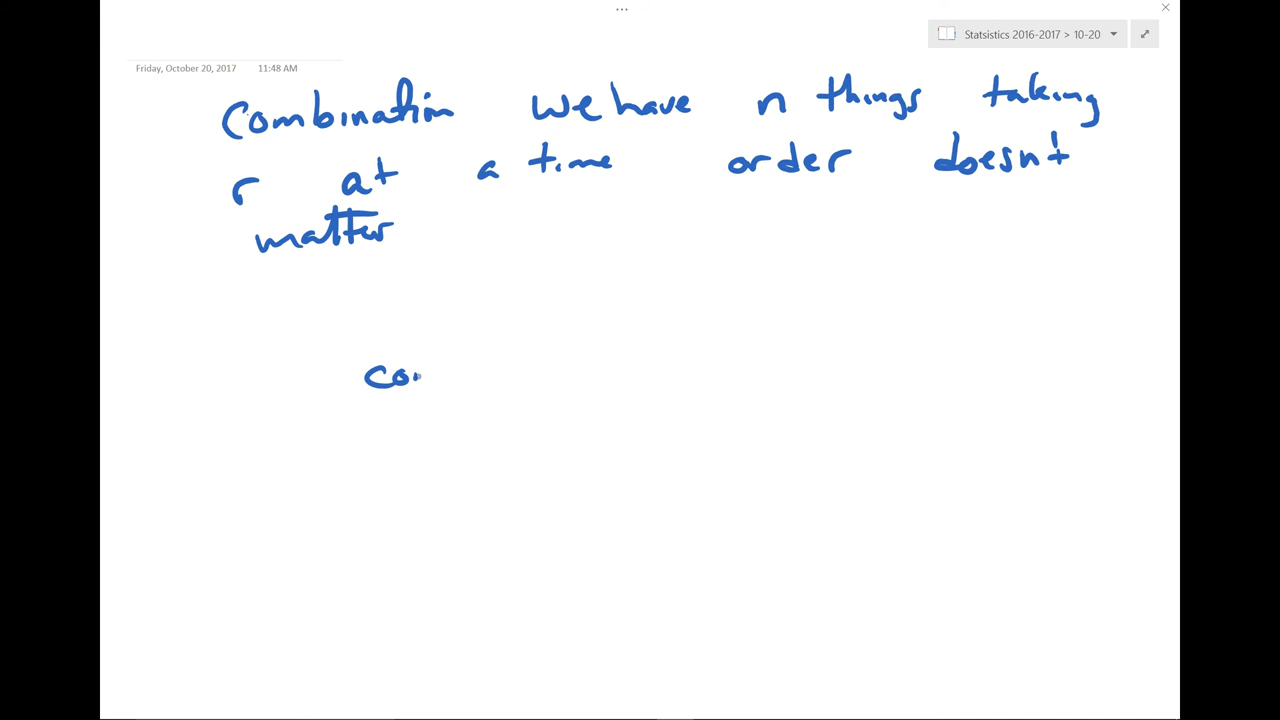 ...
Statsistics 2016-2017 > 10-20
Friday, October 20, 2017 11:48 AM
Combination we have n things taking
r at a time order doesn't
matter
co